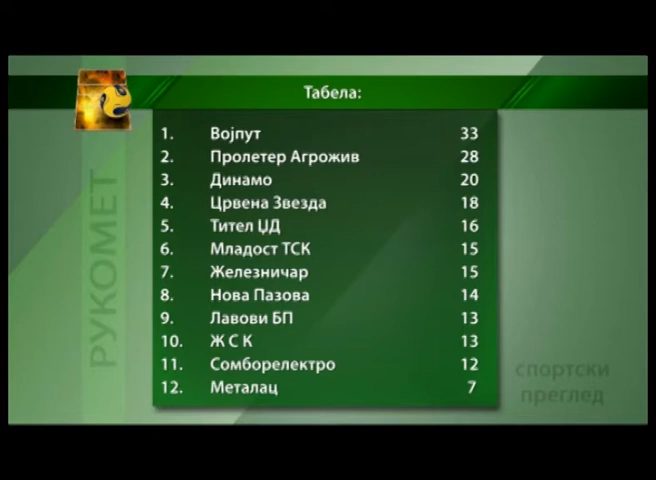 Табела:
1. Војпут 33
2. Пролетер Агрожив 28
3. Динамо 20
4. Црвена Звезда 18
5. Тител ЏД 16
6. Младост ТСК 15
7. Железничар 15
8. Нова Пазова 14
9. Лавови БП 13
10. Ж С К 13
11. Сомборелектро 12
12. Металац 7
РУКОМЕТ
спортски
преглед